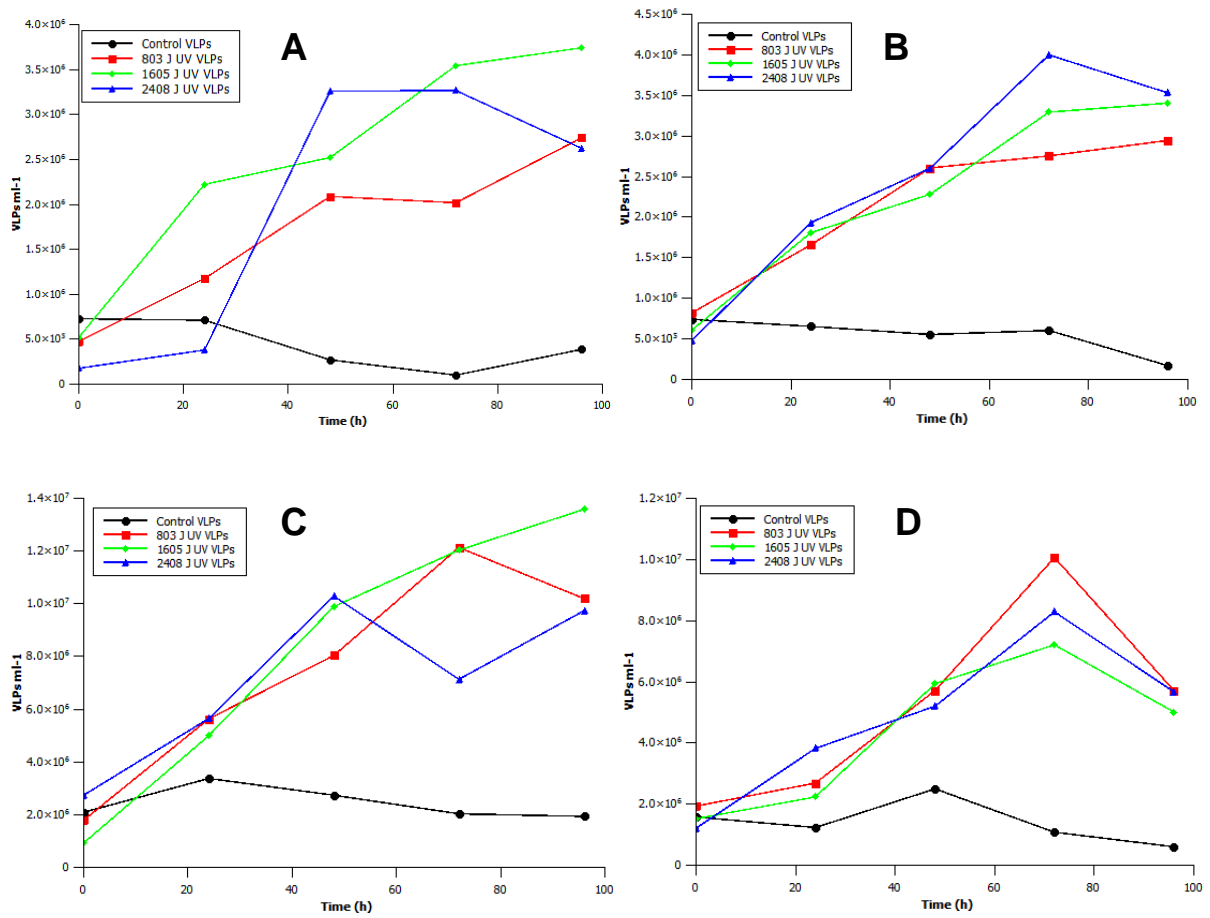 A
Control VLPs
803 J UV VLPs
1605 J UV VLPs
2408 J UV VLPs
4.0×10⁶
3.5×10⁶
3.0×10⁶
2.5×10⁶
2.0×10⁶
1.5×10⁶
1.0×10⁶
5.0×10⁵
0
VLPs ml-1
0 20 40 60 80 100
Time (h)
B
Control VLPs
803 J UV VLPs
1605 J UV VLPs
2408 J UV VLPs
4.5×10⁶
4.0×10⁶
3.5×10⁶
3.0×10⁶
2.5×10⁶
2.0×10⁶
1.5×10⁶
1.0×10⁶
5.0×10⁵
0
VLPs ml-1
0 20 40 60 80 100
Time (h)
C
Control VLPs
803 J UV VLPs
1605 J UV VLPs
2408 J UV VLPs
1.4×10⁷
1.2×10⁷
1.0×10⁷
8.0×10⁶
6.0×10⁶
4.0×10⁶
2.0×10⁶
0
VLPs ml-1
0 20 40 60 80 100
Time (h)
D
Control VLPs
803 J UV VLPs
1605 J UV VLPs
2408 J UV VLPs
1.2×10⁷
1.0×10⁷
8.0×10⁶
6.0×10⁶
4.0×10⁶
2.0×10⁶
0
VLPs ml-1
0 20 40 60 80 100
Time (h)